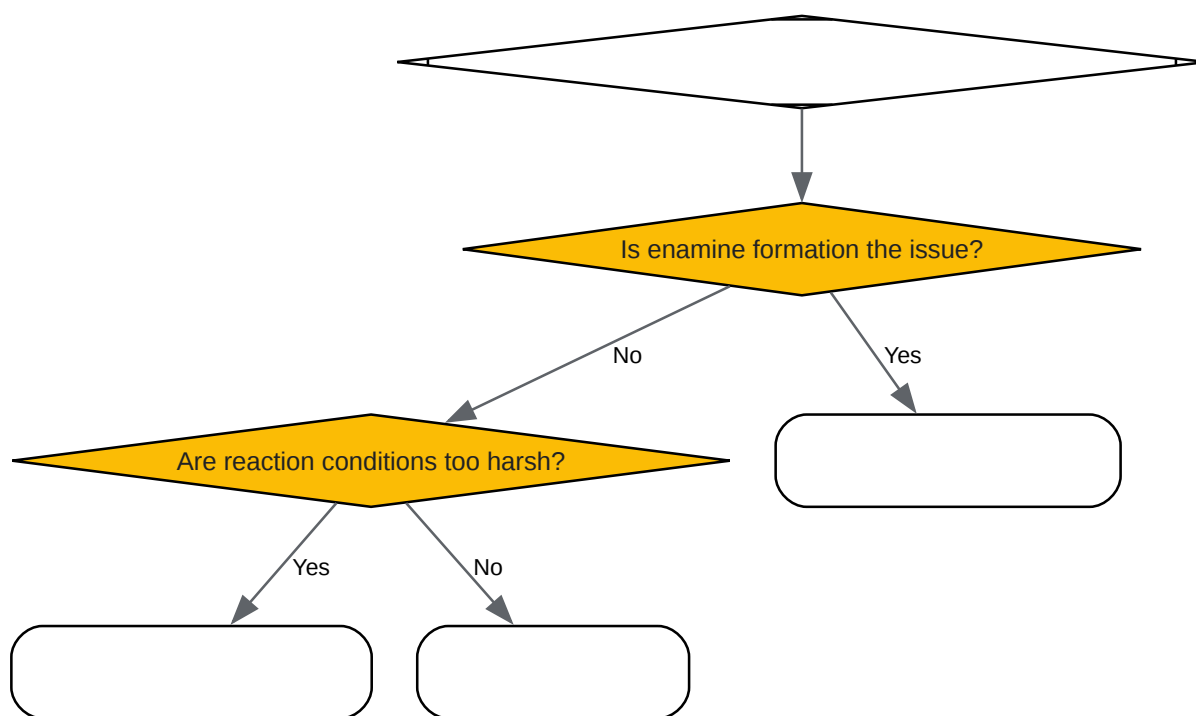 Is enamine formation the issue?
No
Yes
Are reaction conditions too harsh?
Yes
No